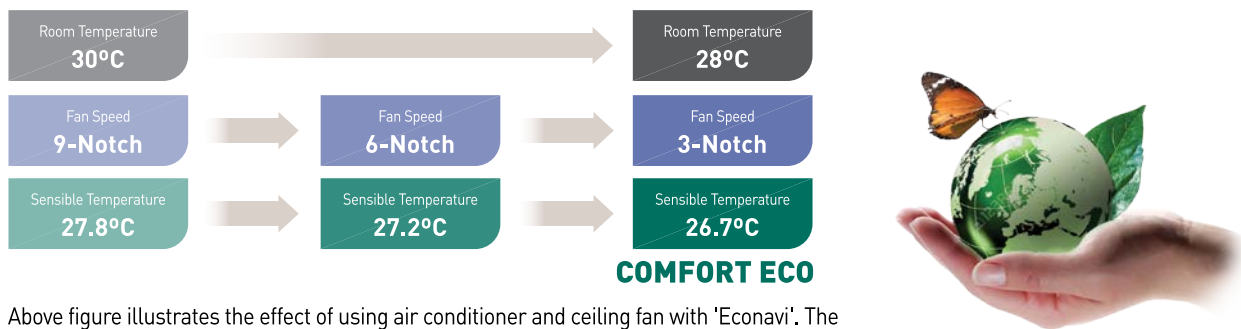 Room Temperature
30ºC
Room Temperature
28ºC
Fan Speed
9-Notch
Fan Speed
6-Notch
Fan Speed
3-Notch
Sensible Temperature
27.8ºC
Sensible Temperature
27.2ºC
Sensible Temperature
26.7ºC
COMFORT ECO
Above figure illustrates the effect of using air conditioner and ceiling fan with 'Econavi'. The